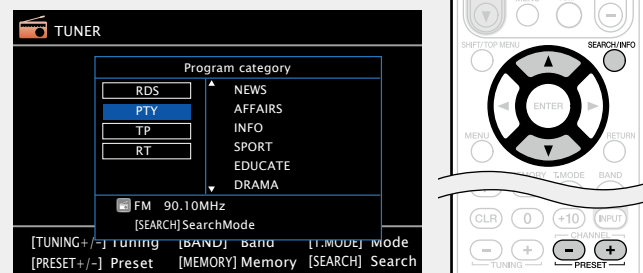 TUNER
Program category
RDS
PTY
TP
RT
NEWS
AFFAIRS
INFO
SPORT
EDUCATE
DRAMA
FM 90.10MHz
[SEARCH] SearchMode
[TUNING+/-] Tuning [BAND] Band [T.MODE] Mode
[PRESET+/-] Preset [MEMORY] Memory [SEARCH] Search
MENU
SHIFT/TOP MENU SEARCH/INFO
ENTER
MENU RETURN
T.MODE BAND
CLR 0 +10 INPUT
CHANNEL
- + - +
TUNING PRESET